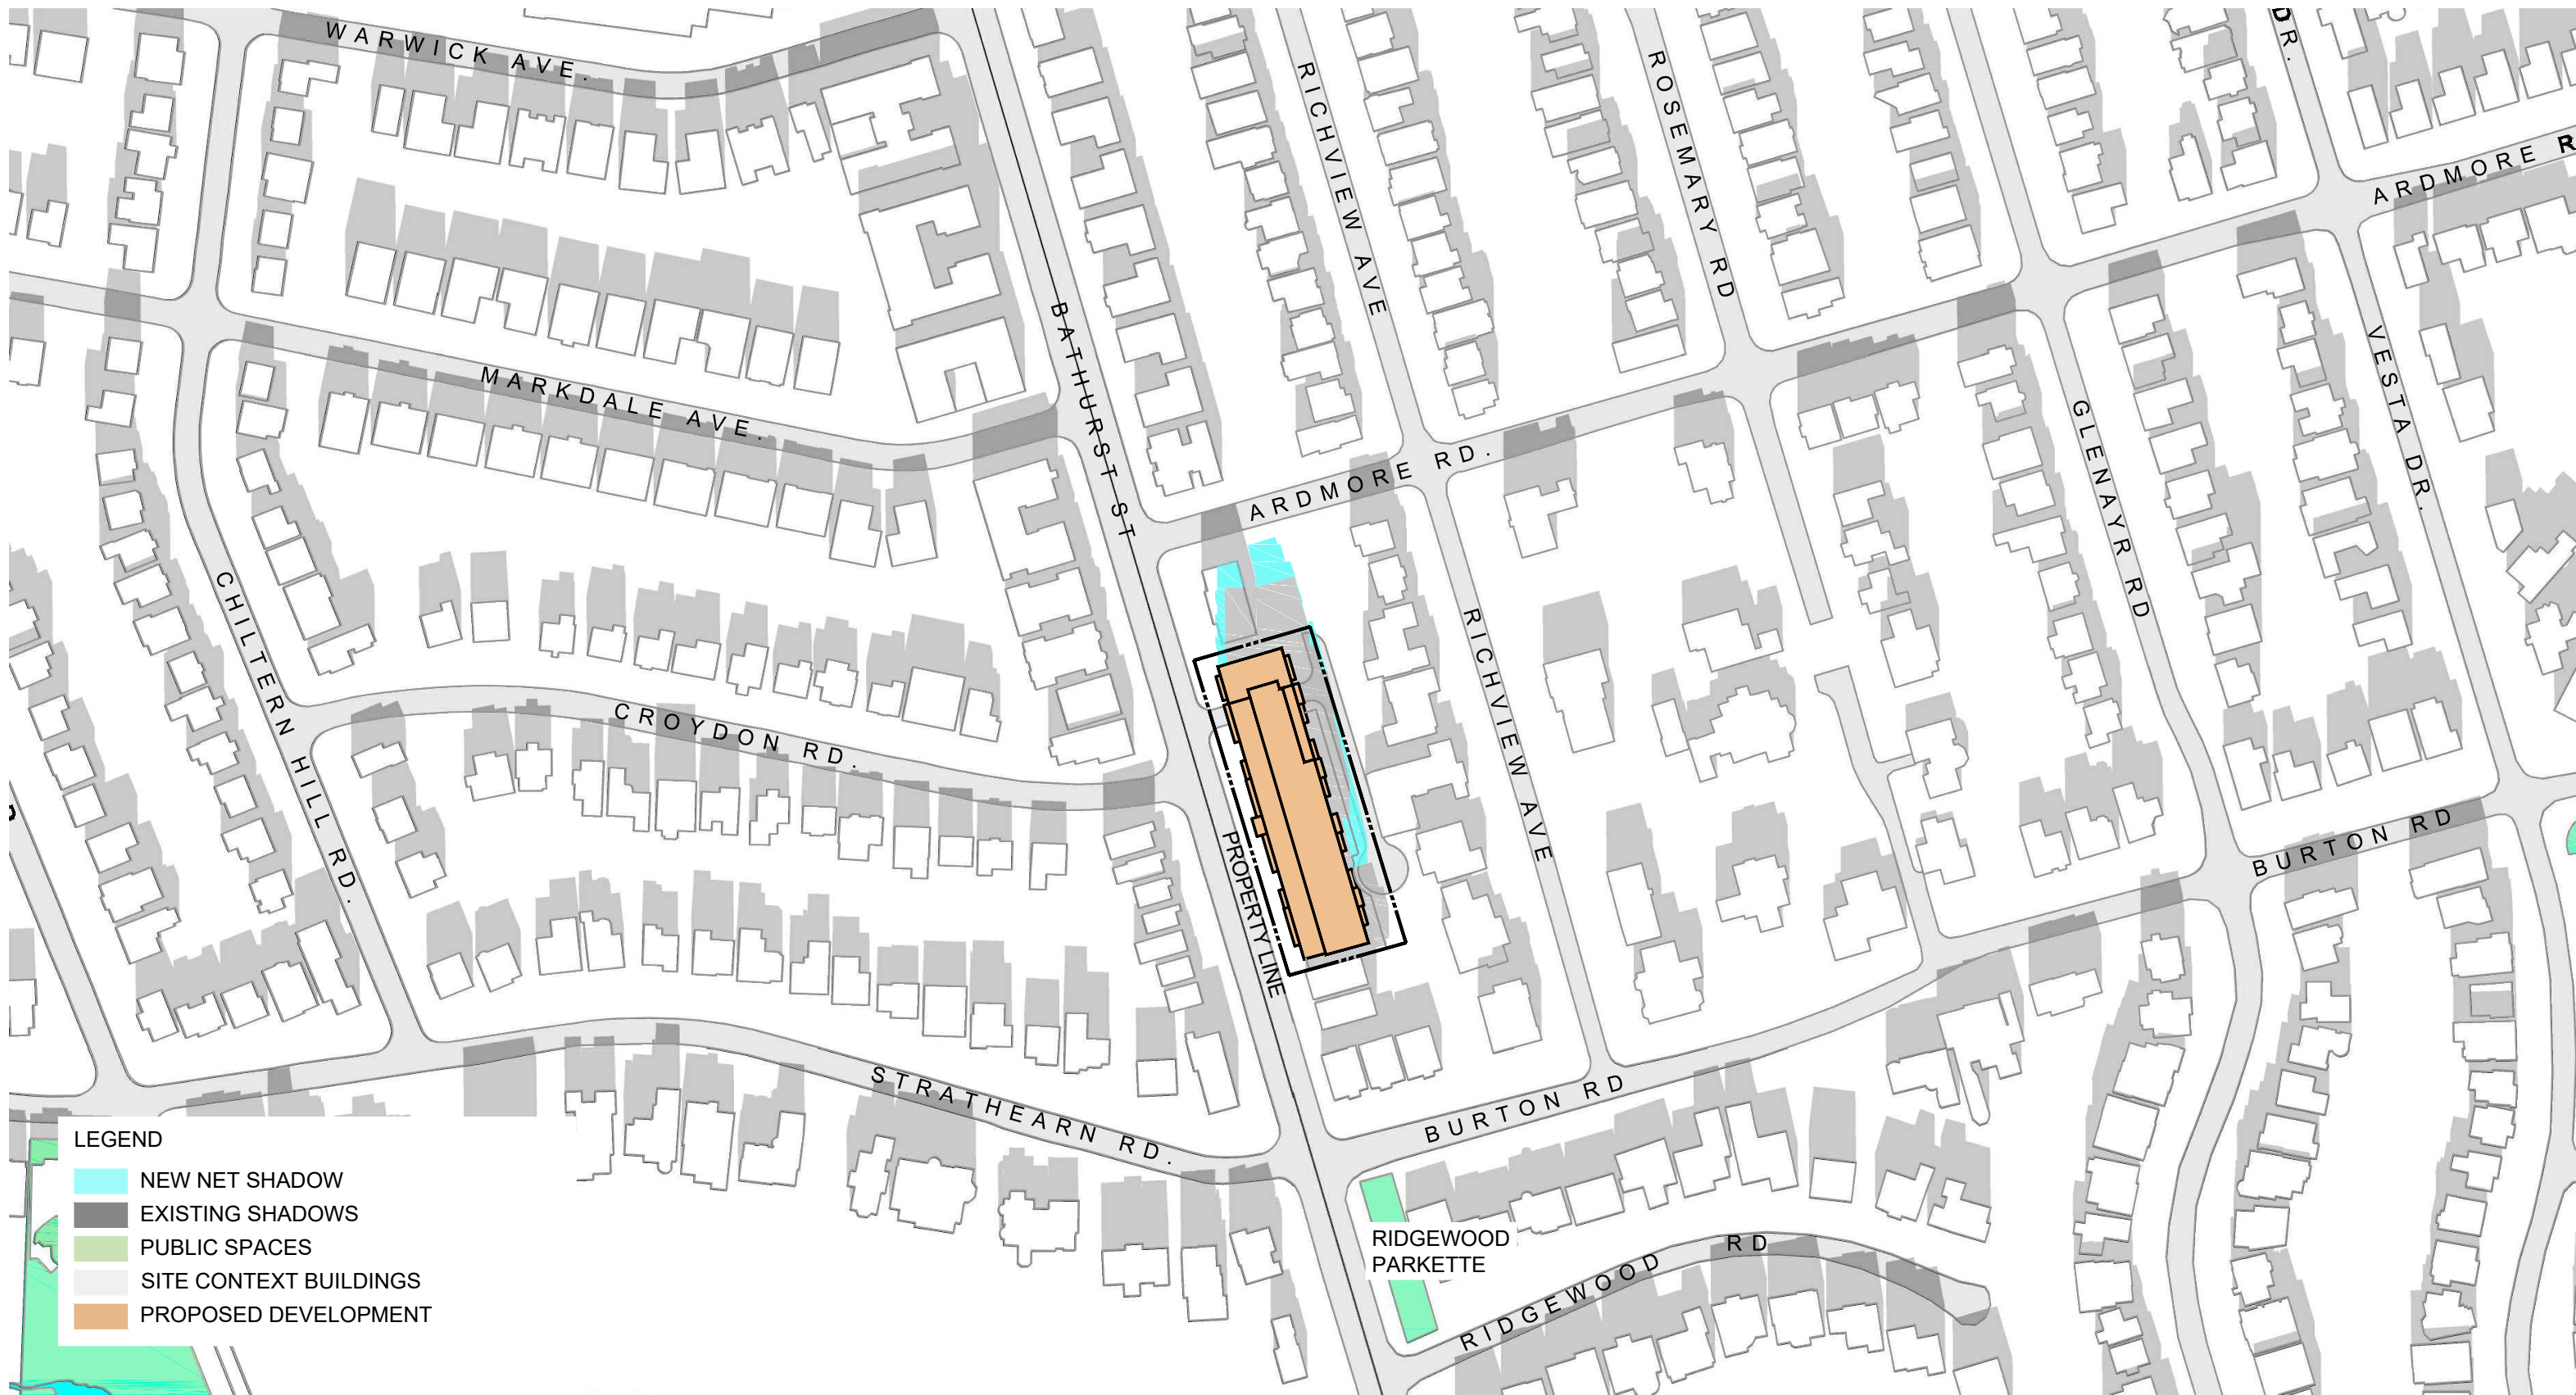 WARWICK AVE.
RICHVIEW AVE
ROSEMARY RD
DR.
ARDMORE R
BATHURST ST
MARKDALE AVE.
ARDMORE RD.
GLENAYR RD
VESTA DR.
CHILTERN HILL RD.
CROYDON RD.
RICHVIEW AVE
PROPERTY LINE
BURTON RD
STRATHEARN RD.
BURTON RD
RIDGEWOOD
PARKETTE
RIDGEWOOD RD
LEGEND
NEW NET SHADOW
EXISTING SHADOWS
PUBLIC SPACES
SITE CONTEXT BUILDINGS
PROPOSED DEVELOPMENT